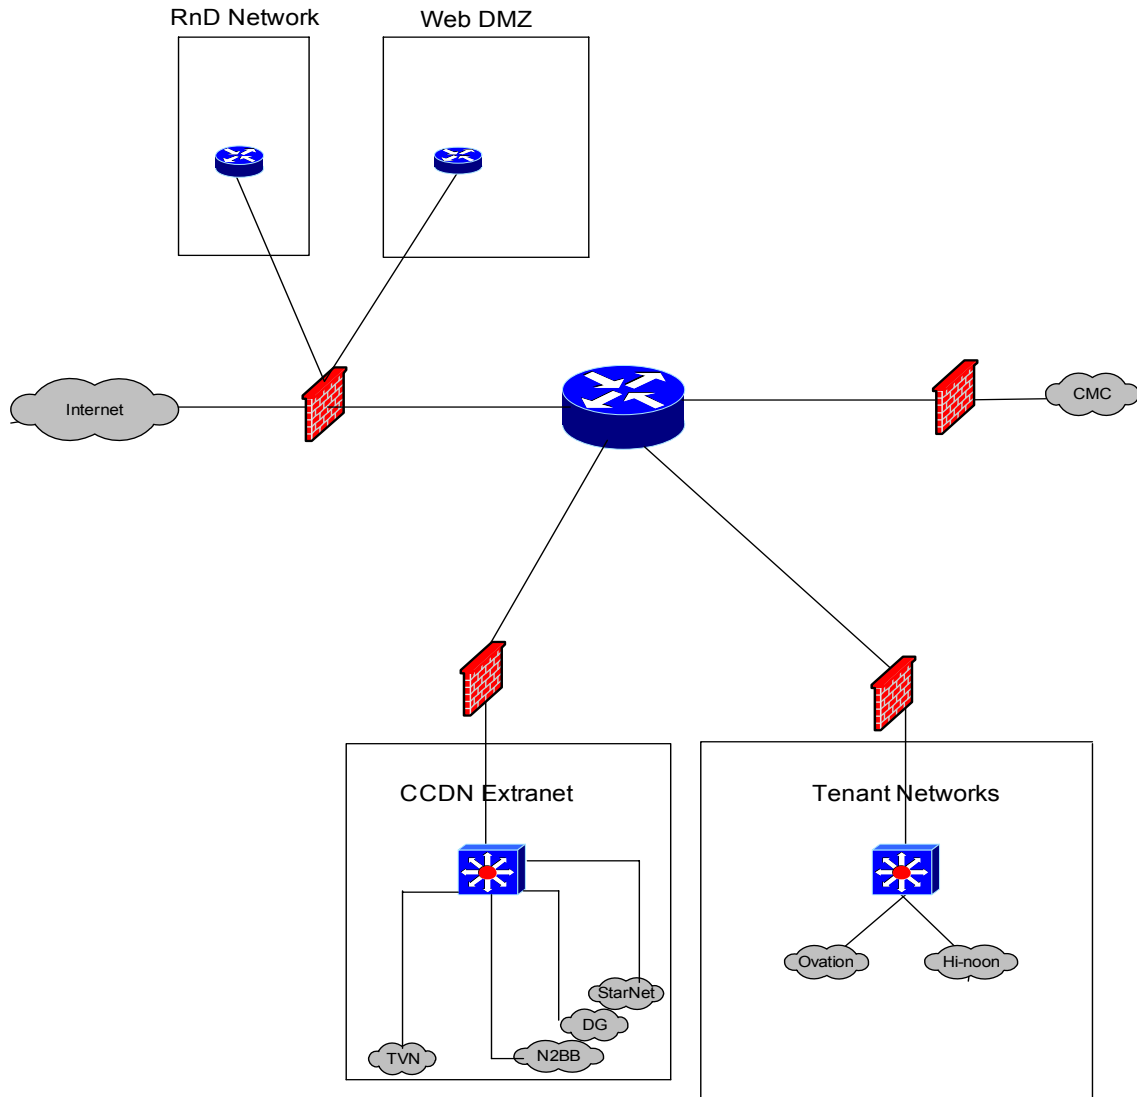 RnD Network
Web DMZ
Internet
CMC
CCDN Extranet
Tenant Networks
Ovation
Hi-noon
StarNet
DG
N2BB
TVN